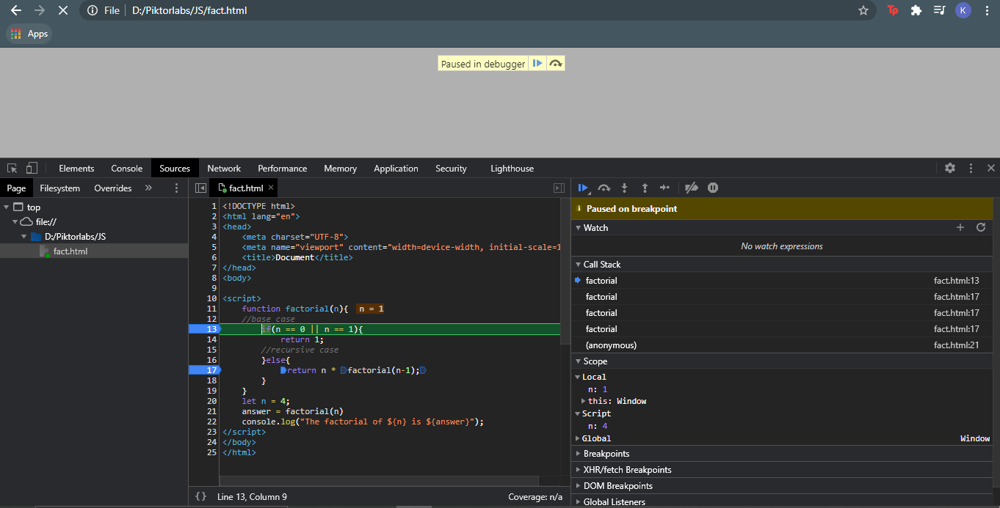 File D:/Piktorlabs/JS/fact.html
Tp
K
Apps
Paused in debugger
Elements Console Sources Network Performance Memory Application Security Lighthouse
Page Filesystem Overrides »
fact.html ×
top
file://
D:/Piktorlabs/JS
fact.html
1 <!DOCTYPE html>
2 <html lang="en">
3 <head>
4 <meta charset="UTF-8">
5 <meta name="viewport" content="width=device-width, initial-scale=1
6 <title>Document</title>
7 </head>
8 <body>
9
10 <script>
11 function factorial(n){ n = 1
12 //base case
13 if(n == 0 || n == 1){
14 return 1;
15 //recursive case
16 }else{
17 return n * factorial(n-1);
18 }
19 }
20 let n = 4;
21 answer = factorial(n)
22 console.log("The factorial of ${n} is ${answer}");
23 </script>
24 </body>
25 </html>
{} Line 13, Column 9 Coverage: n/a
Paused on breakpoint
Watch
No watch expressions
Call Stack
factorial fact.html:13
factorial fact.html:17
factorial fact.html:17
factorial fact.html:17
(anonymous) fact.html:21
Scope
Local
n: 1
this: Window
Script
n: 4
Global Window
Breakpoints
XHR/fetch Breakpoints
DOM Breakpoints
Global Listeners